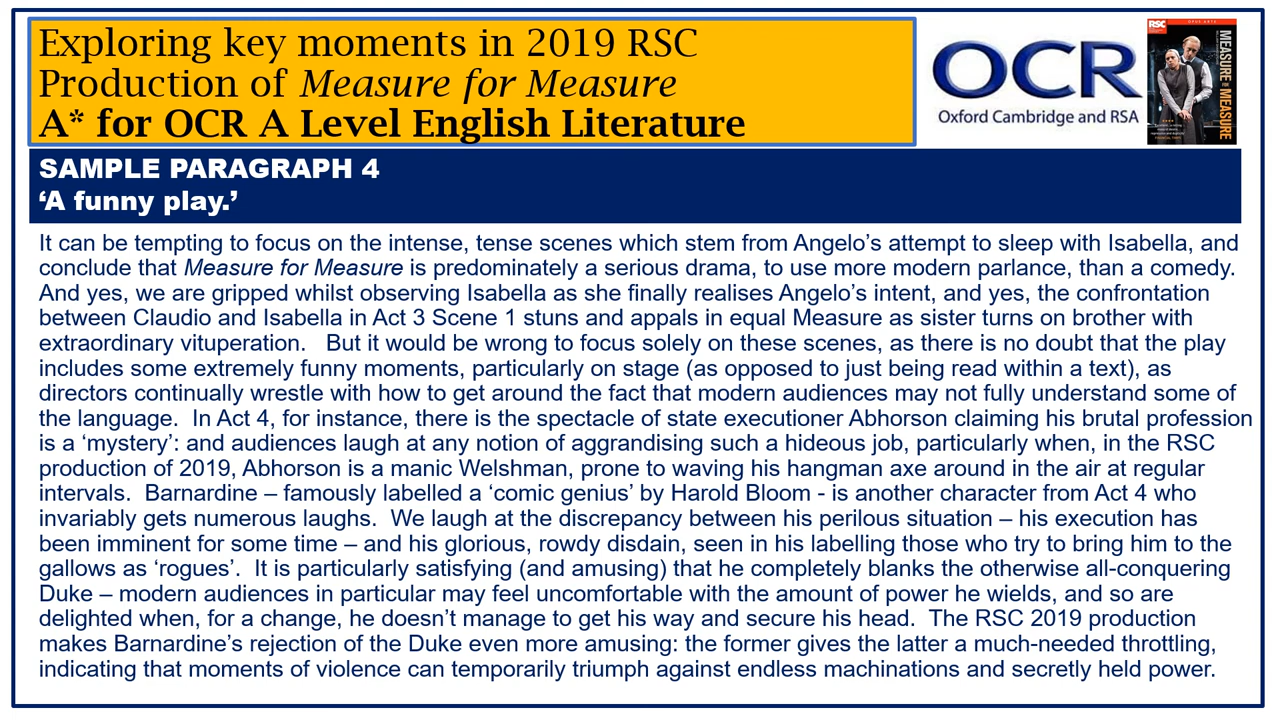 Exploring key moments in 2019 RSC
Production of Measure for Measure
A* for OCR A Level English Literature
OCR
Oxford Cambridge and RSA
RSC
OPUS ARTE
MEASURE FOR MEASURE
SAMPLE PARAGRAPH 4
‘A funny play.’
It can be tempting to focus on the intense, tense scenes which stem from Angelo’s attempt to sleep with Isabella, and
conclude that Measure for Measure is predominately a serious drama, to use more modern parlance, than a comedy.
And yes, we are gripped whilst observing Isabella as she finally realises Angelo’s intent, and yes, the confrontation
between Claudio and Isabella in Act 3 Scene 1 stuns and appals in equal Measure as sister turns on brother with
extraordinary vituperation.   But it would be wrong to focus solely on these scenes, as there is no doubt that the play
includes some extremely funny moments, particularly on stage (as opposed to just being read within a text), as
directors continually wrestle with how to get around the fact that modern audiences may not fully understand some of
the language.  In Act 4, for instance, there is the spectacle of state executioner Abhorson claiming his brutal profession
is a ‘mystery’: and audiences laugh at any notion of aggrandising such a hideous job, particularly when, in the RSC
production of 2019, Abhorson is a manic Welshman, prone to waving his hangman axe around in the air at regular
intervals.  Barnardine – famously labelled a ‘comic genius’ by Harold Bloom - is another character from Act 4 who
invariably gets numerous laughs.  We laugh at the discrepancy between his perilous situation – his execution has
been imminent for some time – and his glorious, rowdy disdain, seen in his labelling those who try to bring him to the
gallows as ‘rogues’.  It is particularly satisfying (and amusing) that he completely blanks the otherwise all-conquering
Duke – modern audiences in particular may feel uncomfortable with the amount of power he wields, and so are
delighted when, for a change, he doesn’t manage to get his way and secure his head.  The RSC 2019 production
makes Barnardine’s rejection of the Duke even more amusing: the former gives the latter a much-needed throttling,
indicating that moments of violence can temporarily triumph against endless machinations and secretly held power.